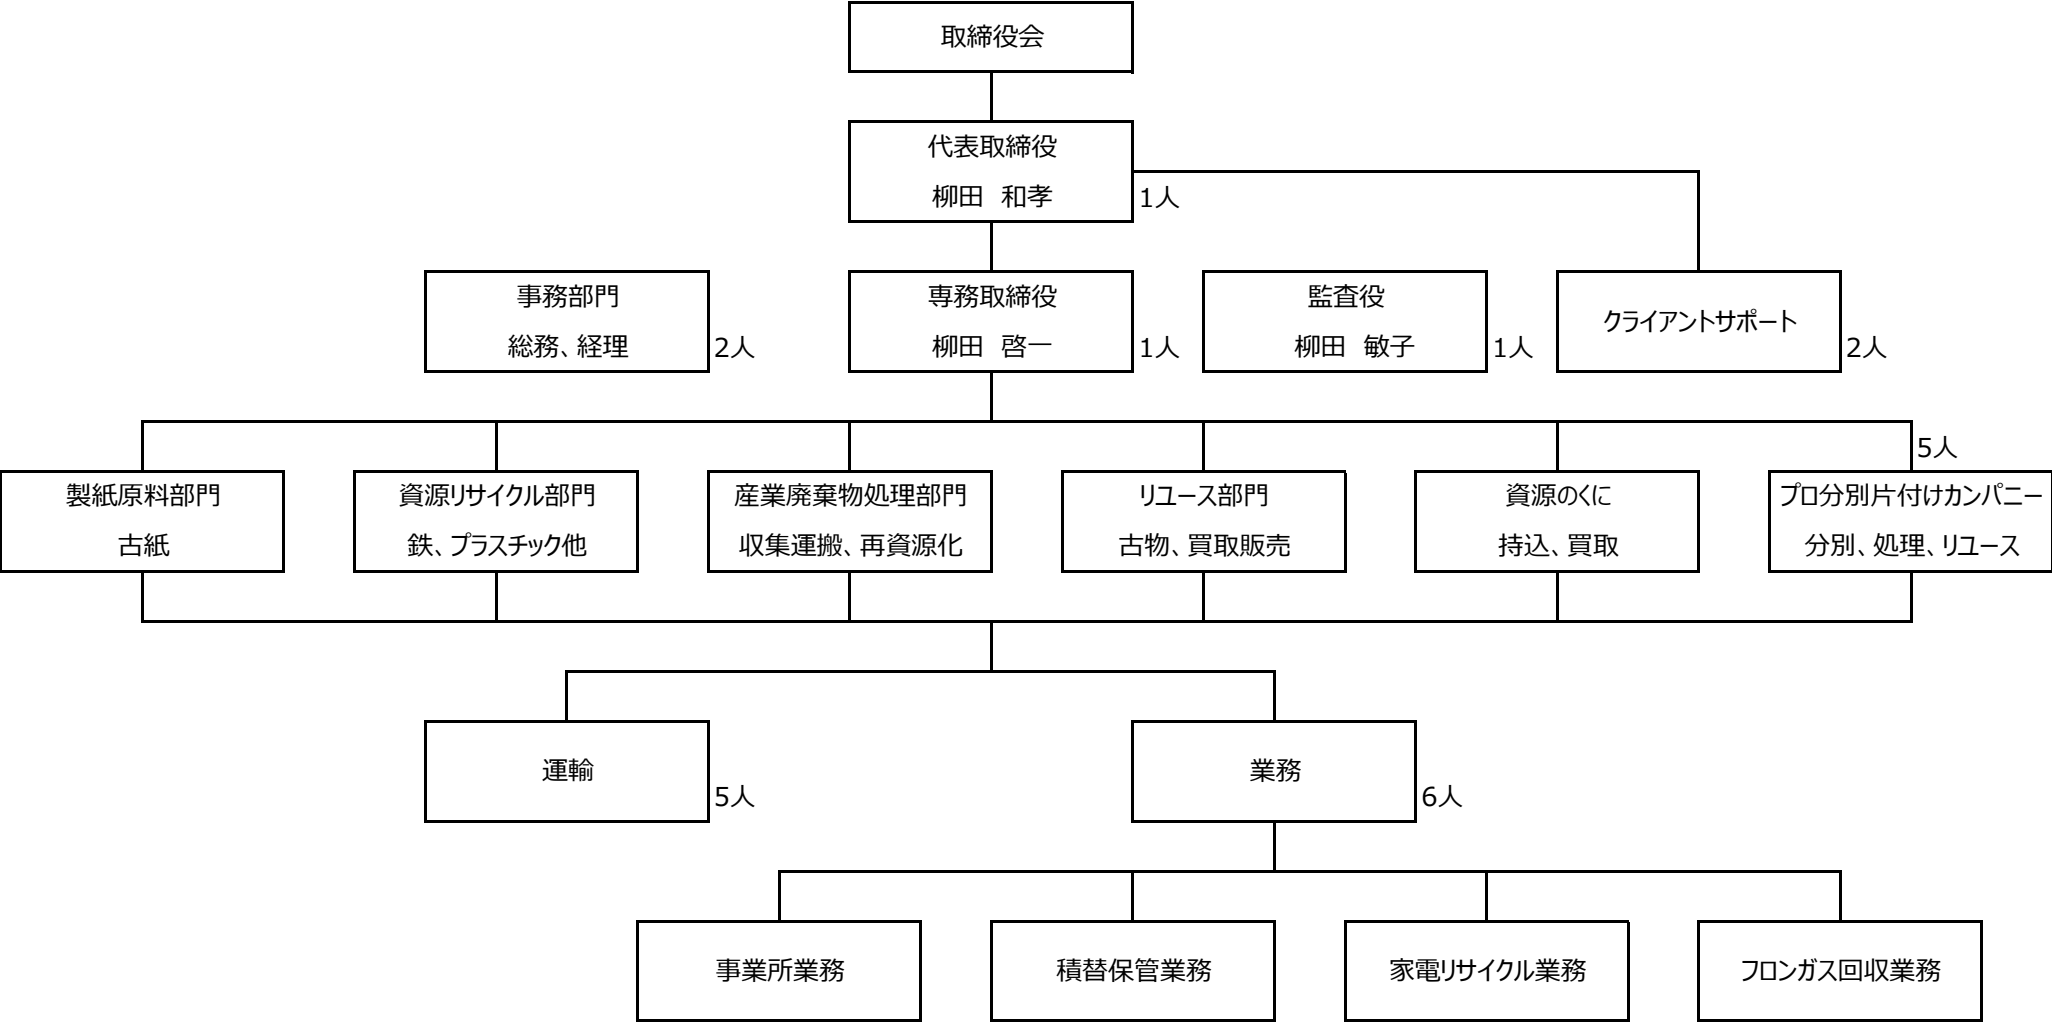 取締役会
代表取締役
柳田　和孝
1人
事務部門
総務、経理
2人
専務取締役
柳田　啓一
1人
監査役
柳田　敏子
1人
クライアントサポート
2人
5人
製紙原料部門
古紙
資源リサイクル部門
鉄、プラスチック他
産業廃棄物処理部門
収集運搬、再資源化
リユース部門
古物、買取販売
資源のくに
持込、買取
プロ分別片付けカンパニー
分別、処理、リユース
運輸
5人
業務
6人
事業所業務
積替保管業務
家電リサイクル業務
フロンガス回収業務